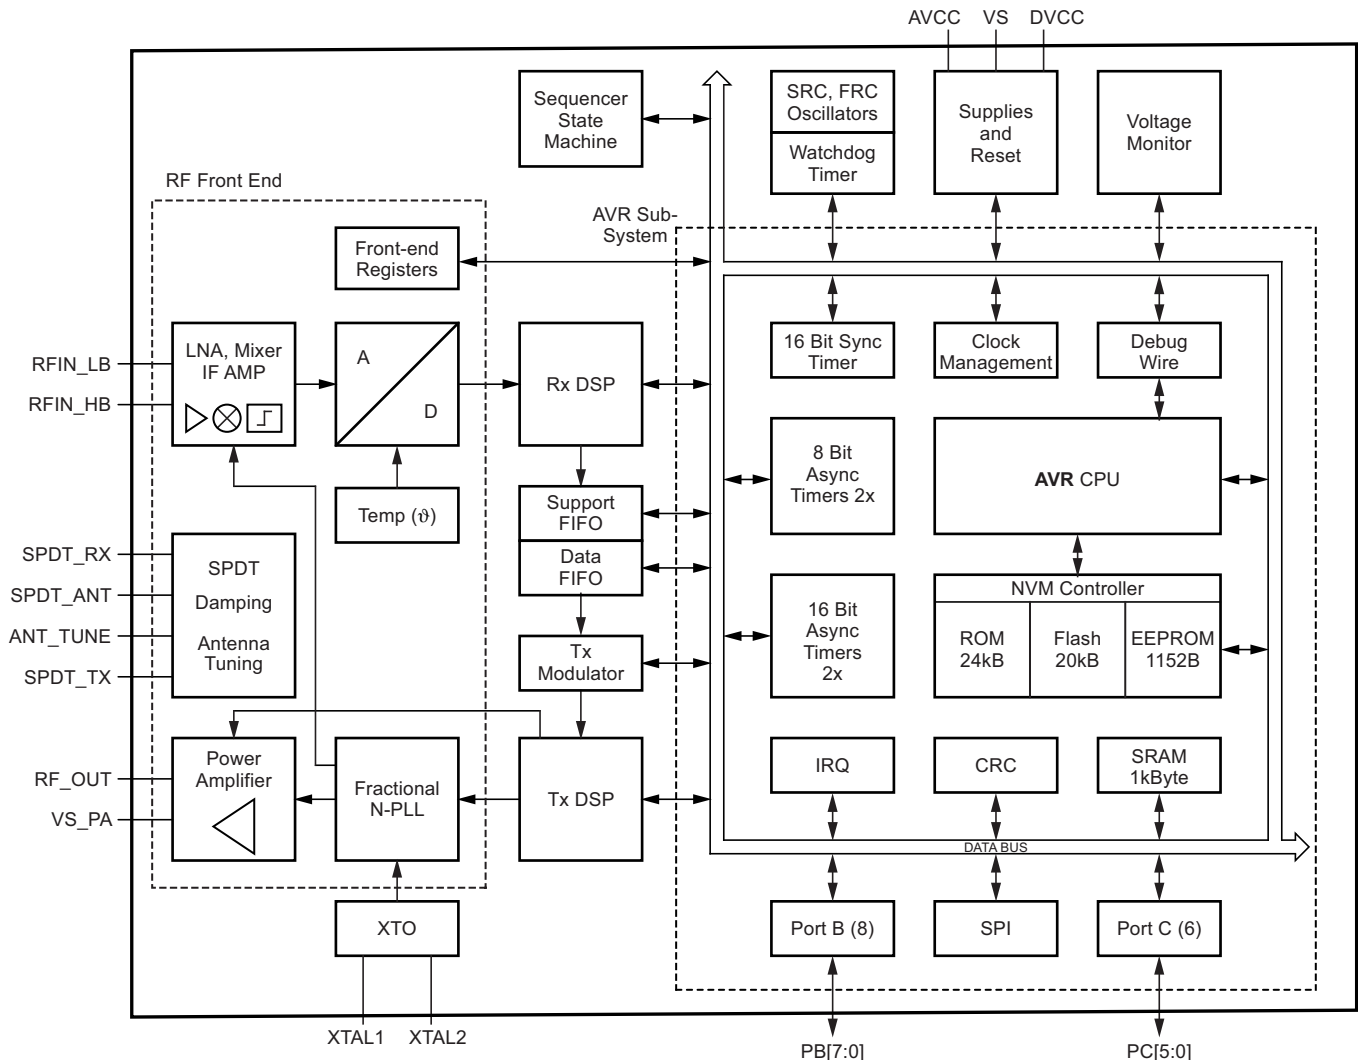 AVCC VS DVCC
Sequencer
State
Machine
SRC, FRC
Oscillators
Watchdog
Timer
Supplies
and
Reset
Voltage
Monitor
RF Front End
AVR Sub-
System
Front-end
Registers
RFIN_LB
RFIN_HB
LNA, Mixer
IF AMP
A
D
Rx DSP
16 Bit Sync
Timer
Clock
Management
Debug
Wire
Temp (ϑ)
Support
FIFO
Data
FIFO
8 Bit
Async
Timers 2x
AVR CPU
SPDT_RX
SPDT_ANT
ANT_TUNE
SPDT_TX
SPDT
Damping
Antenna
Tuning
Tx
Modulator
16 Bit
Async
Timers
2x
NVM Controller
ROM
24kB
Flash
20kB
EEPROM
1152B
RF_OUT
VS_PA
Power
Amplifier
Fractional
N-PLL
Tx DSP
IRQ
CRC
SRAM
1kByte
DATA BUS
XTO
Port B (8)
SPI
Port C (6)
XTAL1
XTAL2
PB[7:0]
PC[5:0]